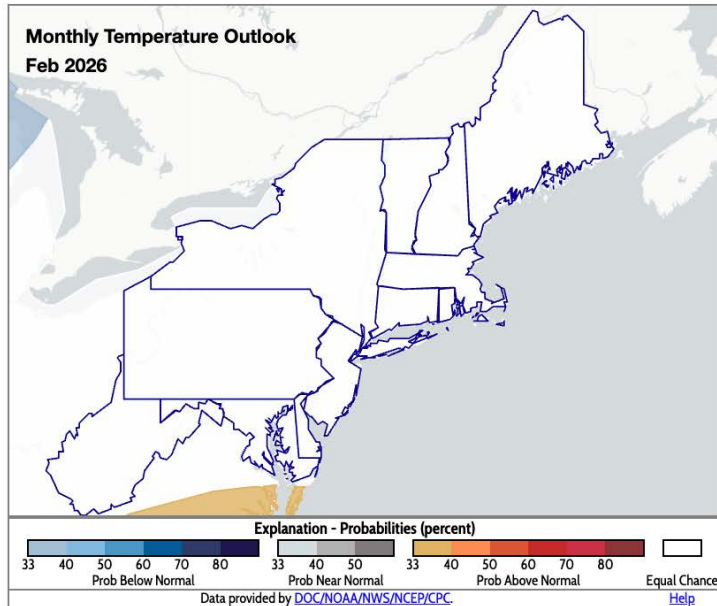 Monthly Temperature Outlook
Feb 2026
Explanation - Probabilities (percent)
33 40 50 60 70 80 33 40 50 33 40 50 60 70 80
Prob Below Normal Prob Near Normal Prob Above Normal Equal Chance
Data provided by DOC/NOAA/NWS/NCEP/CPC. Help